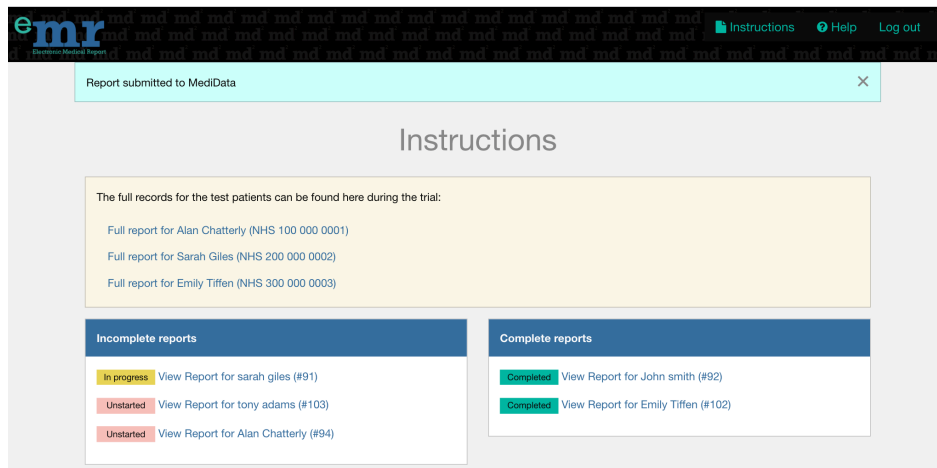 emr
Electronic Medical Report
Instructions
Help
Log out
Report submitted to MediData
Instructions
The full records for the test patients can be found here during the trial:
Full report for Alan Chatterly (NHS 100 000 0001)
Full report for Sarah Giles (NHS 200 000 0002)
Full report for Emily Tiffen (NHS 300 000 0003)
Incomplete reports
In progress View Report for sarah giles (#91)
Unstarted View Report for tony adams (#103)
Unstarted View Report for Alan Chatterly (#94)
Complete reports
Completed View Report for John smith (#92)
Completed View Report for Emily Tiffen (#102)